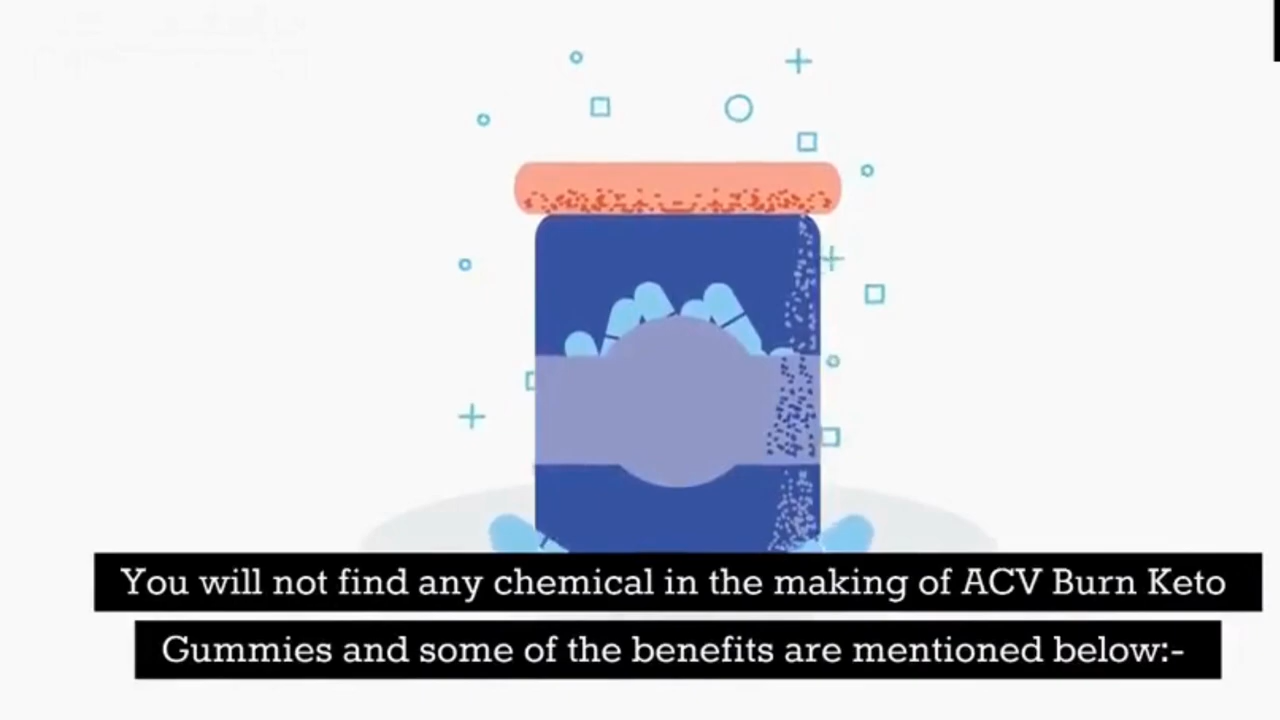 You will not find any chemical in the making of ACV Burn Keto
Gummies and some of the benefits are mentioned below:-